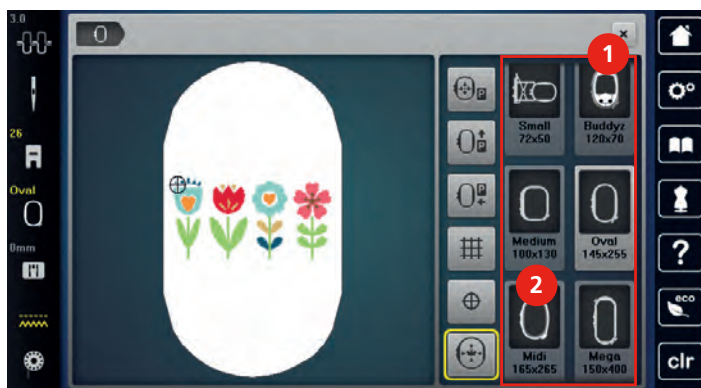 3.0
26
Oval
0mm
P
P
P
×
1
Small
72x50
Buddyz
120x70
Medium
100x130
Oval
145x255
2
Midi
165x265
Mega
150x400
?
eco
clr